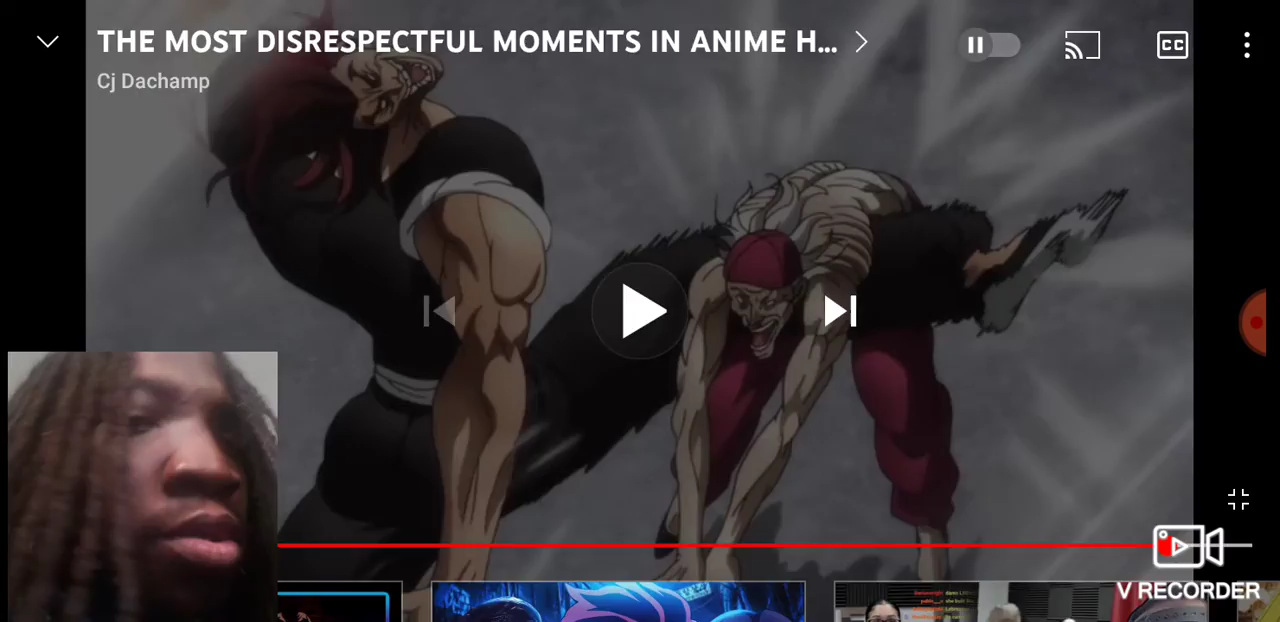 THE MOST DISRESPECTFUL MOMENTS IN ANIME H...
CC
Cj Dachamp
V RECORDER